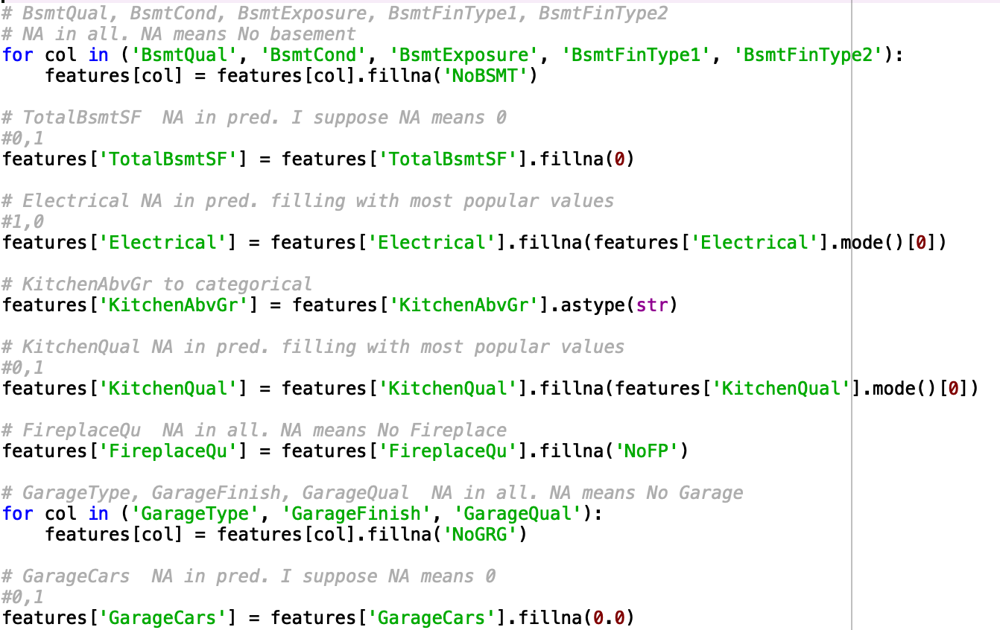 # BsmtQual, BsmtCond, BsmtExposure, BsmtFinType1, BsmtFinType2
# NA in all. NA means No basement
for col in ('BsmtQual', 'BsmtCond', 'BsmtExposure', 'BsmtFinType1', 'BsmtFinType2'):
    features[col] = features[col].fillna('NoBSMT')

# TotalBsmtSF  NA in pred. I suppose NA means 0
#0,1
features['TotalBsmtSF'] = features['TotalBsmtSF'].fillna(0)

# Electrical NA in pred. filling with most popular values
#1,0
features['Electrical'] = features['Electrical'].fillna(features['Electrical'].mode()[0])

# KitchenAbvGr to categorical
features['KitchenAbvGr'] = features['KitchenAbvGr'].astype(str)

# KitchenQual NA in pred. filling with most popular values
#0,1
features['KitchenQual'] = features['KitchenQual'].fillna(features['KitchenQual'].mode()[0])

# FireplaceQu  NA in all. NA means No Fireplace
features['FireplaceQu'] = features['FireplaceQu'].fillna('NoFP')

# GarageType, GarageFinish, GarageQual  NA in all. NA means No Garage
for col in ('GarageType', 'GarageFinish', 'GarageQual'):
    features[col] = features[col].fillna('NoGRG')

# GarageCars  NA in pred. I suppose NA means 0
#0,1
features['GarageCars'] = features['GarageCars'].fillna(0.0)